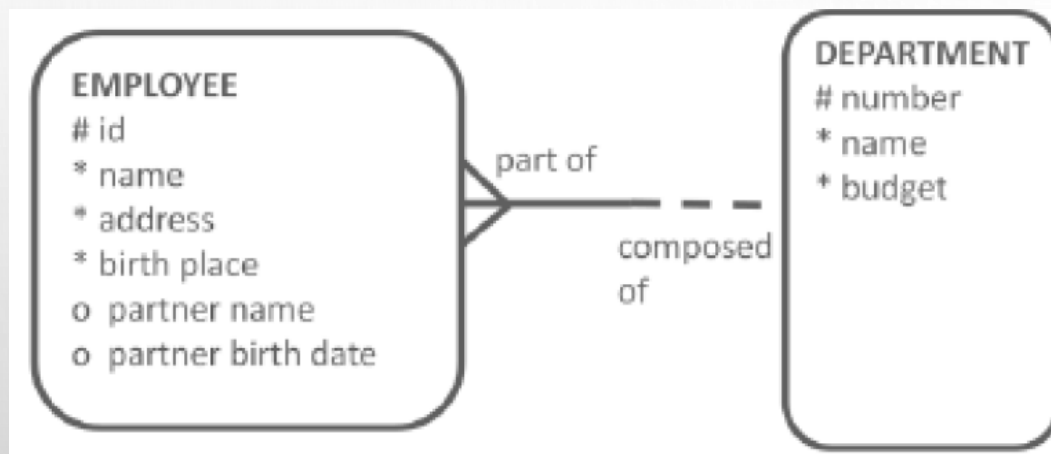 EMPLOYEE
# id
* name
* address
* birth place
o partner name
o partner birth date
part of
composed
of
DEPARTMENT
# number
* name
* budget